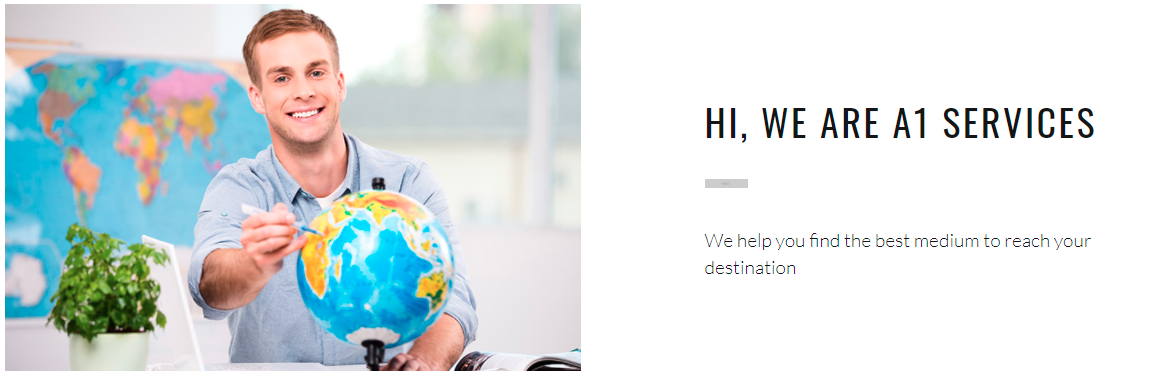 HI, WE ARE A1 SERVICES
We help you find the best medium to reach your
destination